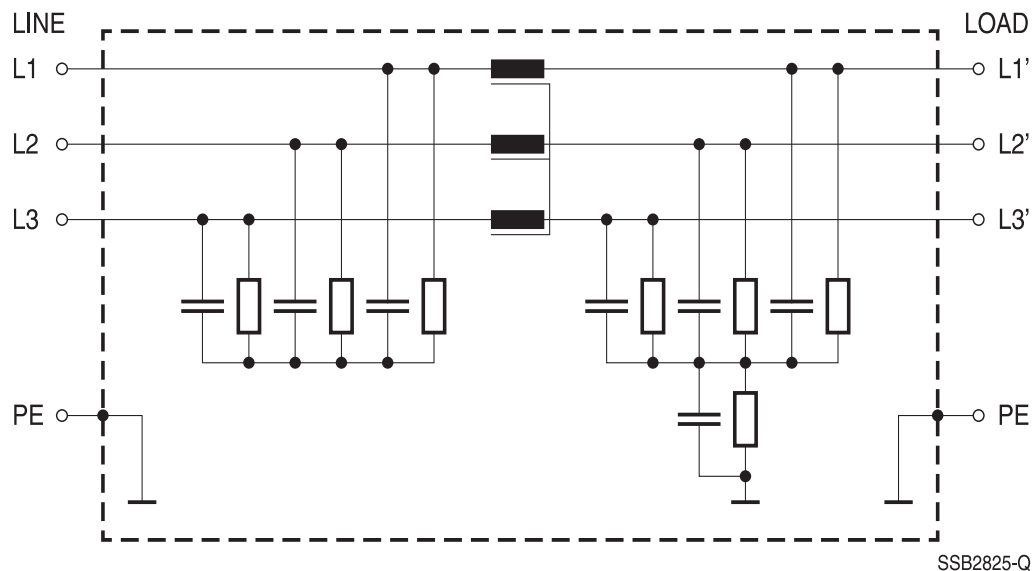 LINE LOAD
L1 L1’
L2 L2’
L3 L3’
PE PE
SSB2825-Q